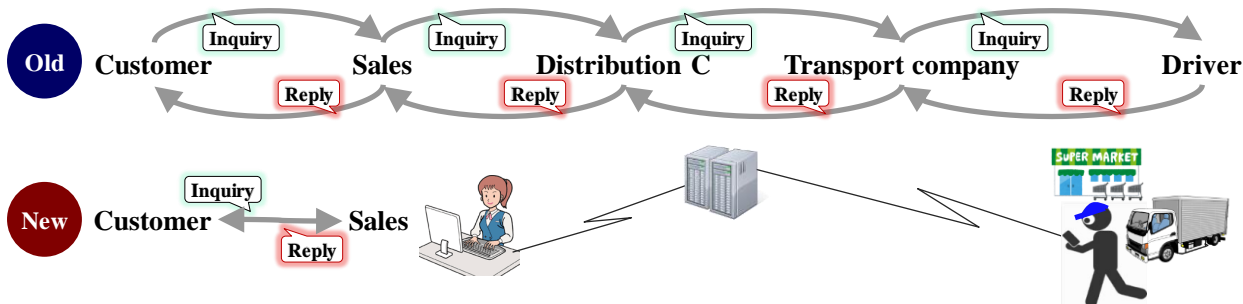 Inquiry
Inquiry
Inquiry
Inquiry
Old
Customer
Sales
Distribution C
Transport company
Driver
Reply
Reply
Reply
Reply
SUPER MARKET
New
Inquiry
Customer
Sales
Reply